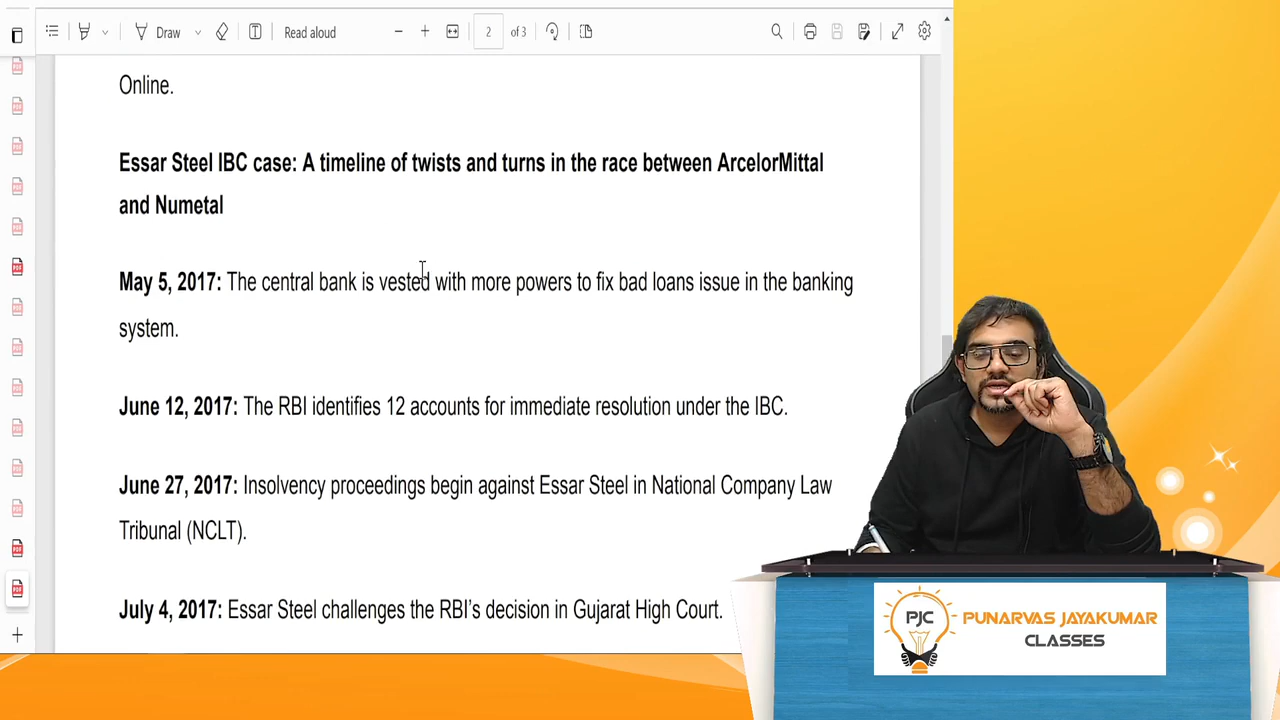 Draw
Read aloud
2
of 3
Online.
Essar Steel IBC case: A timeline of twists and turns in the race between ArcelorMittal
and Numetal
May 5, 2017: The central bank is vested with more powers to fix bad loans issue in the banking
system.
June 12, 2017: The RBI identifies 12 accounts for immediate resolution under the IBC.
June 27, 2017: Insolvency proceedings begin against Essar Steel in National Company Law
Tribunal (NCLT).
July 4, 2017: Essar Steel challenges the RBI’s decision in Gujarat High Court.
PJC
PUNARVAS JAYAKUMAR
CLASSES